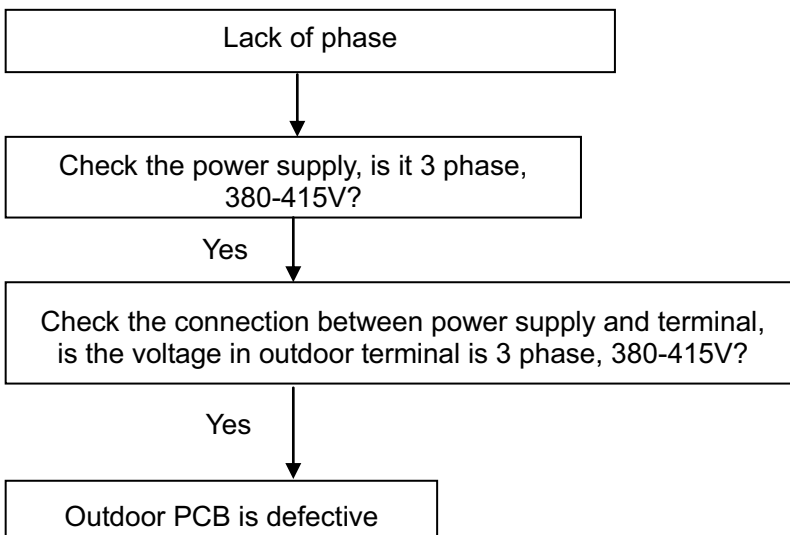 Lack of phase
Check the power supply, is it 3 phase,
380-415V?
Yes
Check the connection between power supply and terminal,
is the voltage in outdoor terminal is 3 phase, 380-415V?
Yes
Outdoor PCB is defective